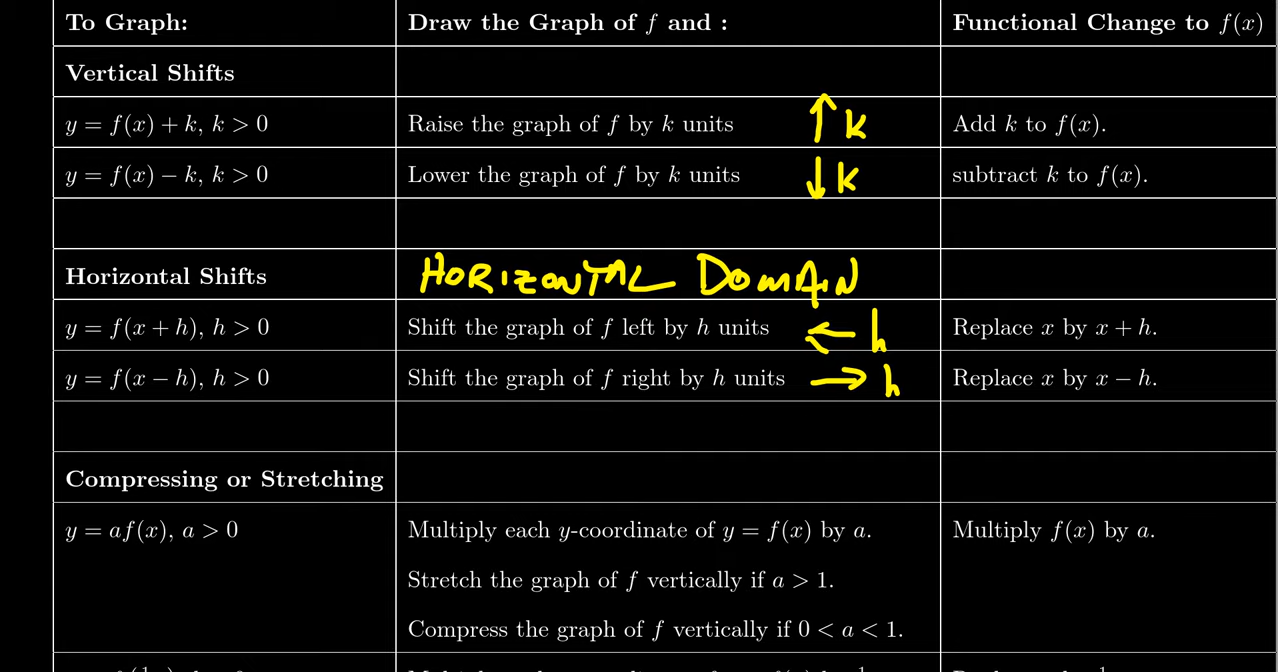 To Graph: Draw the Graph of f and : Functional Change to f(x)
Vertical Shifts
y = f(x) + k, k > 0 Raise the graph of f by k units ↑ k Add k to f(x).
y = f(x) − k, k > 0 Lower the graph of f by k units ↓ k subtract k to f(x).
Horizontal Shifts HORIZONTAL DOMAIN
y = f(x + h), h > 0 Shift the graph of f left by h units ← h Replace x by x + h.
y = f(x − h), h > 0 Shift the graph of f right by h units → h Replace x by x − h.
Compressing or Stretching
y = af(x), a > 0 Multiply each y-coordinate of y = f(x) by a. Multiply f(x) by a.
Stretch the graph of f vertically if a > 1.
Compress the graph of f vertically if 0 < a < 1.